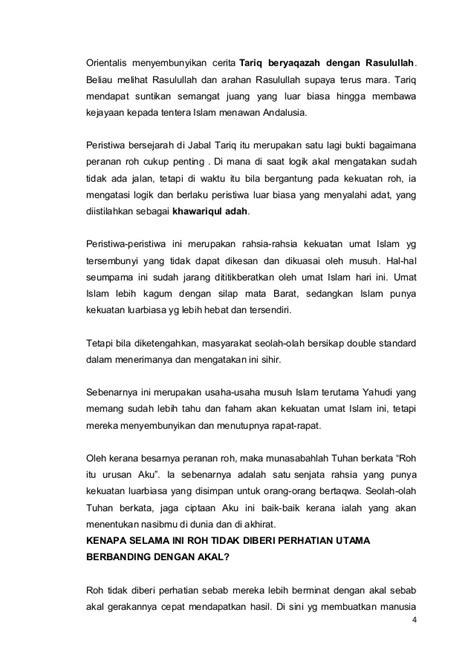 Orientalis menyembunyikan cerita Tariq beryaqazah dengan Rasulullah.
Beliau melihat Rasulullah dan arahan Rasulullah supaya terus mara. Tariq
mendapat suntikan semangat juang yang luar biasa hingga membawa
kejayaan kepada tentera Islam menawan Andalusia.
Peristiwa bersejarah di Jabal Tariq itu merupakan satu lagi bukti bagaimana
peranan roh cukup penting . Di mana di saat logik akal mengatakan sudah
tidak ada jalan, tetapi di waktu itu bila bergantung pada kekuatan roh, ia
mengatasi logik dan berlaku peristiwa luar biasa yang menyalahi adat, yang
diistilahkan sebagai khawariqul adah.
Peristiwa-peristiwa ini merupakan rahsia-rahsia kekuatan umat Islam yg
tersembunyi yang tidak dapat dikesan dan dikuasai oleh musuh. Hal-hal
seumpama ini sudah jarang dititikberatkan oleh umat Islam hari ini. Umat
Islam lebih kagum dengan silap mata Barat, sedangkan Islam punya
kekuatan luarbiasa yg lebih hebat dan tersendiri.
Tetapi bila diketengahkan, masyarakat seolah-olah bersikap double standard
dalam menerimanya dan mengatakan ini sihir.
Sebenarnya ini merupakan usaha-usaha musuh Islam terutama Yahudi yang
memang sudah lebih tahu dan faham akan kekuatan umat Islam ini, tetapi
mereka menyembunyikan dan menutupnya rapat-rapat.
Oleh kerana besarnya peranan roh, maka munasabahlah Tuhan berkata “Roh
itu urusan Aku”. Ia sebenarnya adalah satu senjata rahsia yang punya
kekuatan luarbiasa yang disimpan untuk orang-orang bertaqwa. Seolah-olah
Tuhan berkata, jaga ciptaan Aku ini baik-baik kerana ialah yang akan
menentukan nasibmu di dunia dan di akhirat.
KENAPA SELAMA INI ROH TIDAK DIBERI PERHATIAN UTAMA
BERBANDING DENGAN AKAL?
Roh tidak diberi perhatian sebab mereka lebih berminat dengan akal sebab
akal gerakannya cepat mendapatkan hasil. Di sini yg membuatkan manusia
4